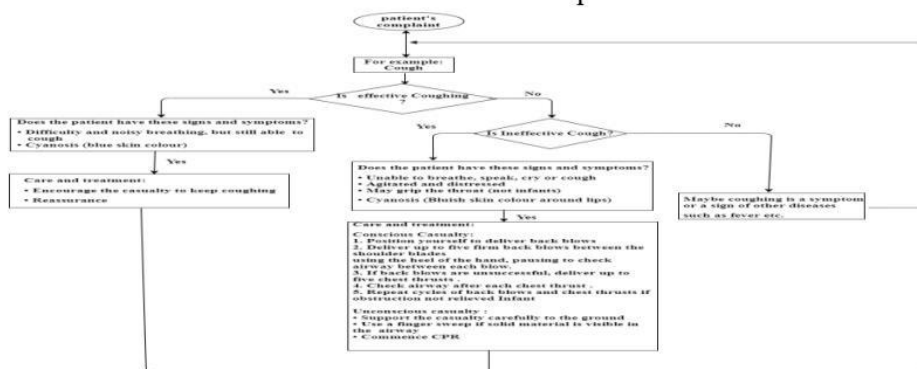 patient's
complaint
For example:
Cough
Is effective Coughing
?
Yes
No
Does the patient have these signs and symptoms?
• Difficulty and noisy breathing, but still able to
cough
• Cyanosis (blue skin colour)
Yes
Care and treatment:
• Encourage the casualty to keep coughing
• Reassurance
Is Ineffective Cough?
Yes
No
Does the patient have these signs and symptoms?
• Unable to breathe, speak, cry or cough
• Agitated and distressed
• May grip the throat (not infants)
• Cyanosis (Bluish skin colour around lips)
Yes
Care and treatment:
Conscious Casualty:
1. Position yourself to deliver back blows
2. Deliver up to five firm back blows between the
shoulder blades
using the heel of the hand, pausing to check
airway between each blow.
3. If back blows are unsuccessful, deliver up to
five chest thrusts .
4. Check airway after each chest thrust .
5. Repeat cycles of back blows and chest thrusts if
obstruction not relieved Infant
Unconscious casualty :
• Support the casualty carefully to the ground
• Use a finger sweep if solid material is visible in
the airway
• Commence CPR
Maybe coughing is a symptom
or a sign of other diseases
such as fever etc.